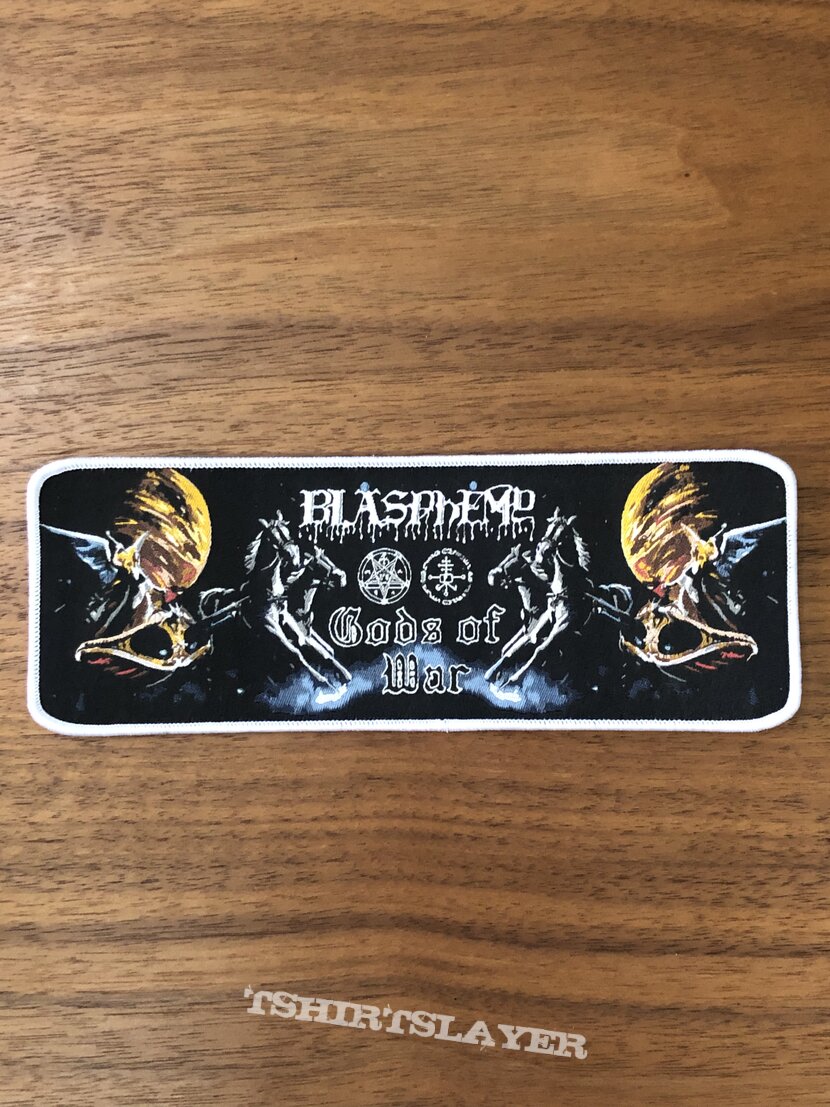 BLASPhEMY
Gods of
War
TSHIRTSLAYER